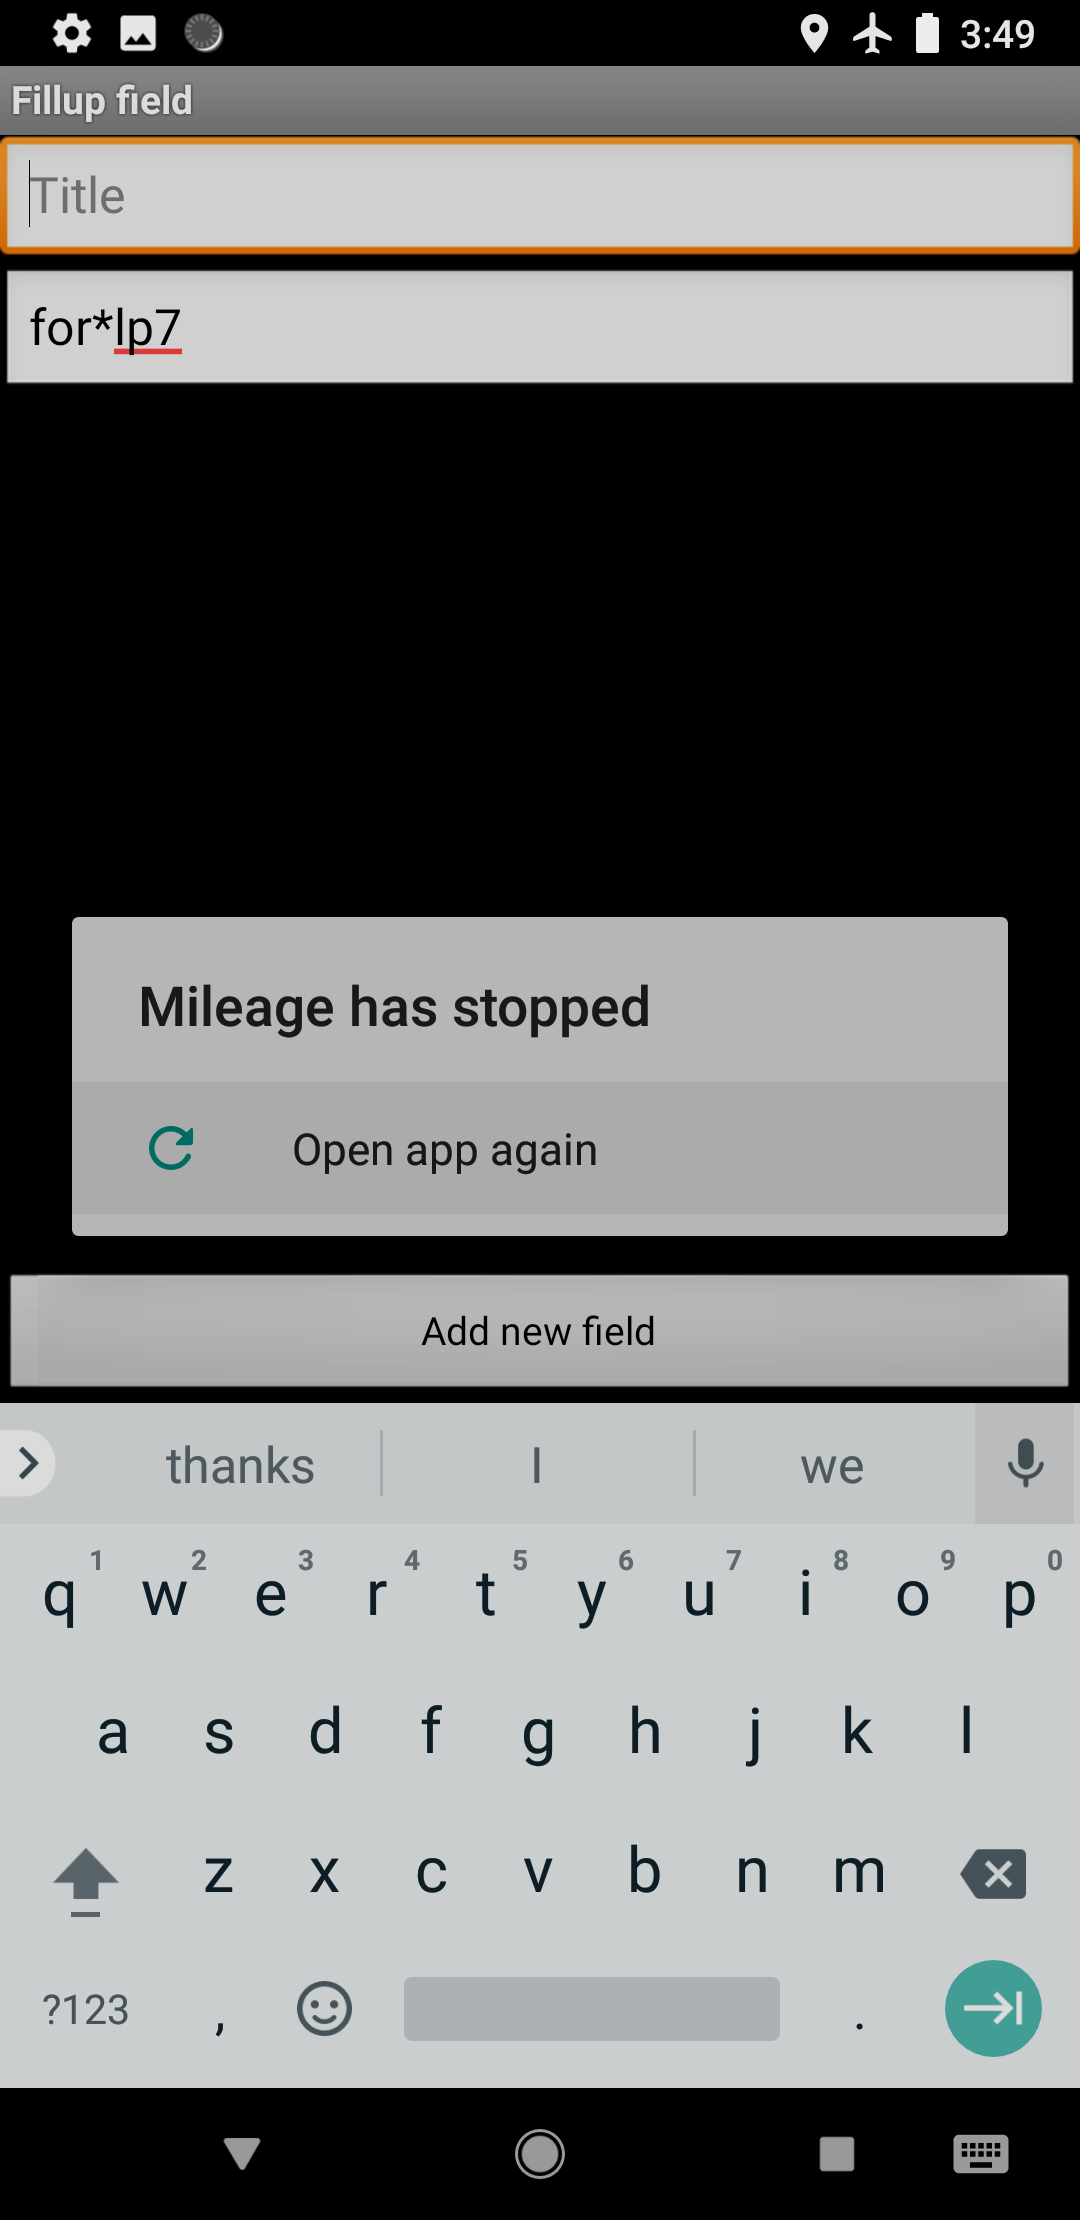 3:49
Fillup field
Title
for*lp7
Mileage has stopped
Open app again
Add new field
thanks I we
1 2 3 4 5 6 7 8 9 0
q w e r t y u i o p
a s d f g h j k l
z x c v b n m
?123 , .